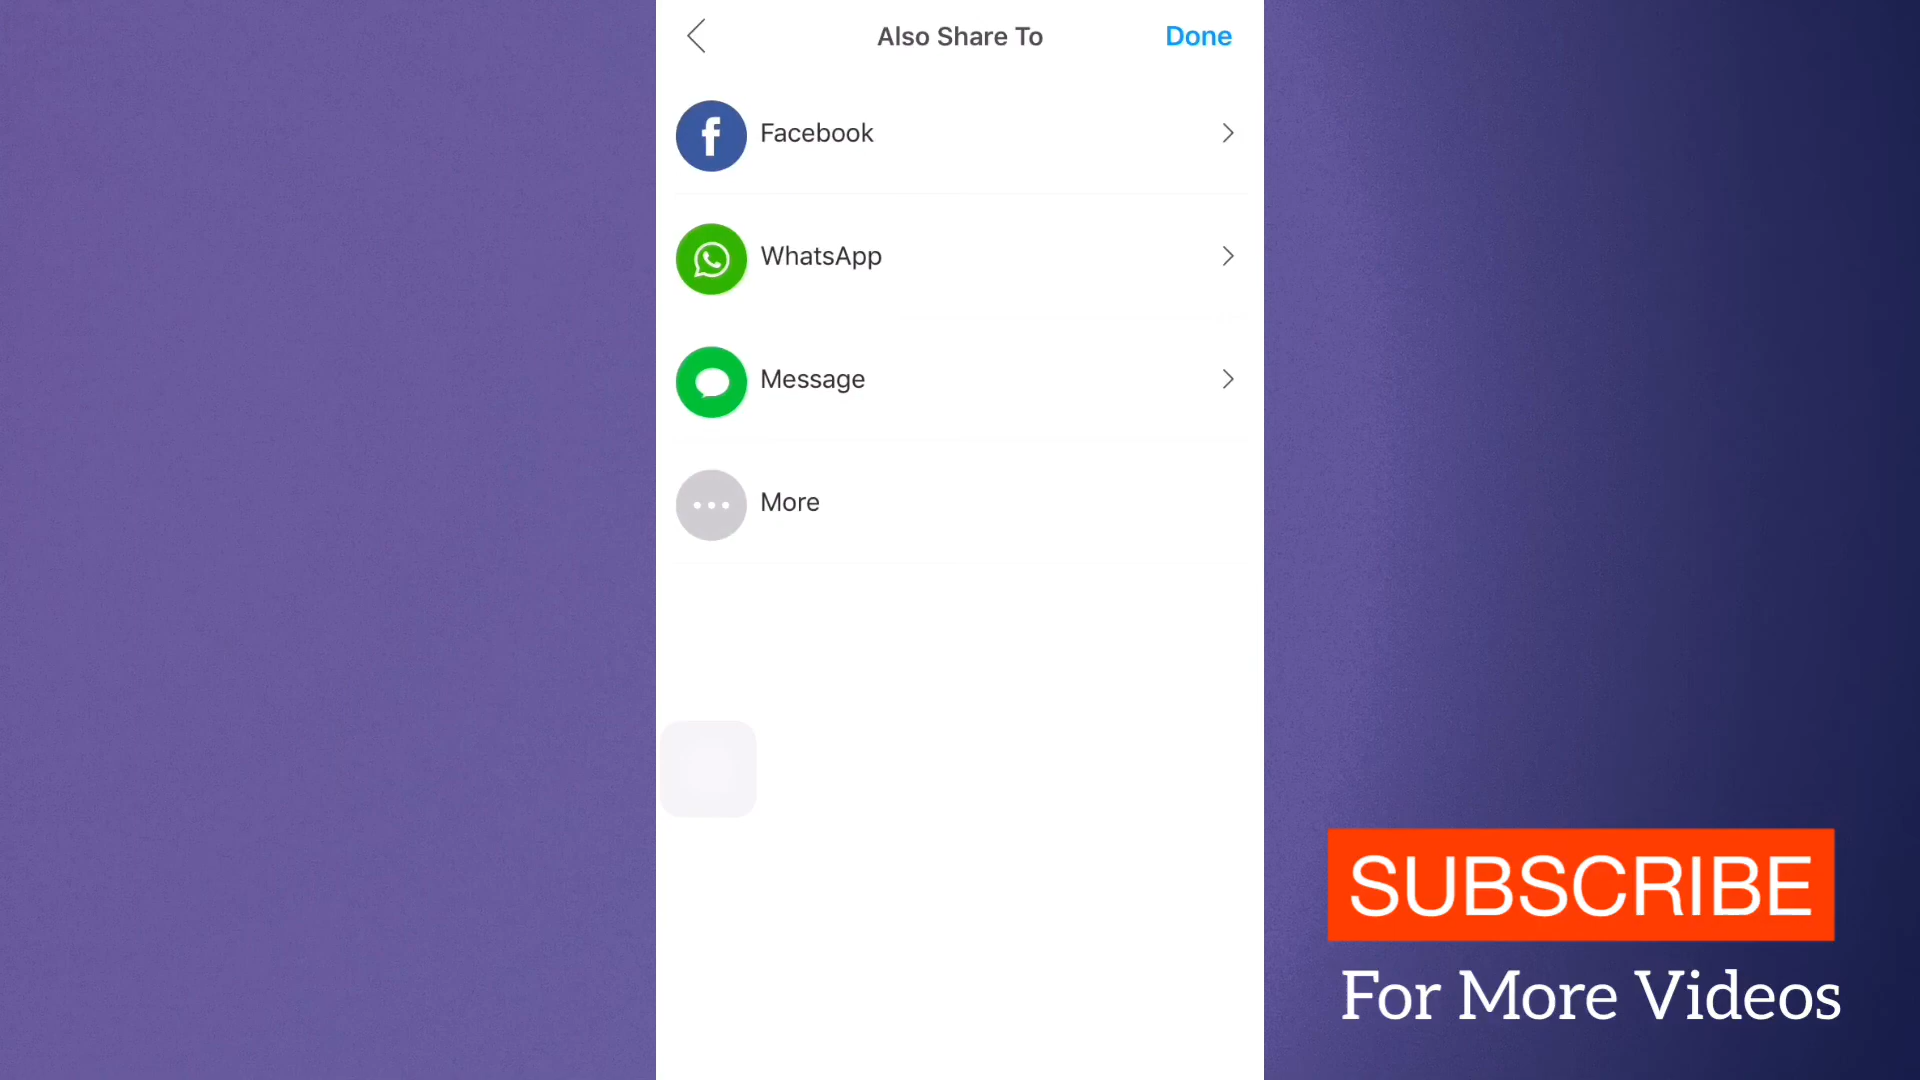 Also Share To
Done
Facebook
WhatsApp
Message
More
SUBSCRIBE
For More Videos